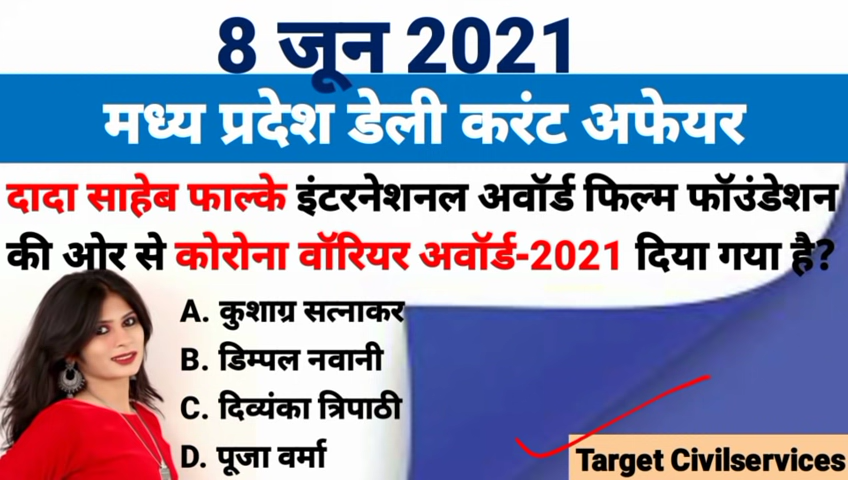 8 जून 2021
मध्य प्रदेश डेली करंट अफेयर
दादा साहेब फाल्के इंटरनेशनल अवॉर्ड फिल्म फॉउंडेशन
की ओर से कोरोना वॉरियर अवॉर्ड-2021 दिया गया है?
A. कुशाग्र सत्नाकर
B. डिम्पल नवानी
C. दिव्यंका त्रिपाठी
D. पूजा वर्मा
Target Civilservices